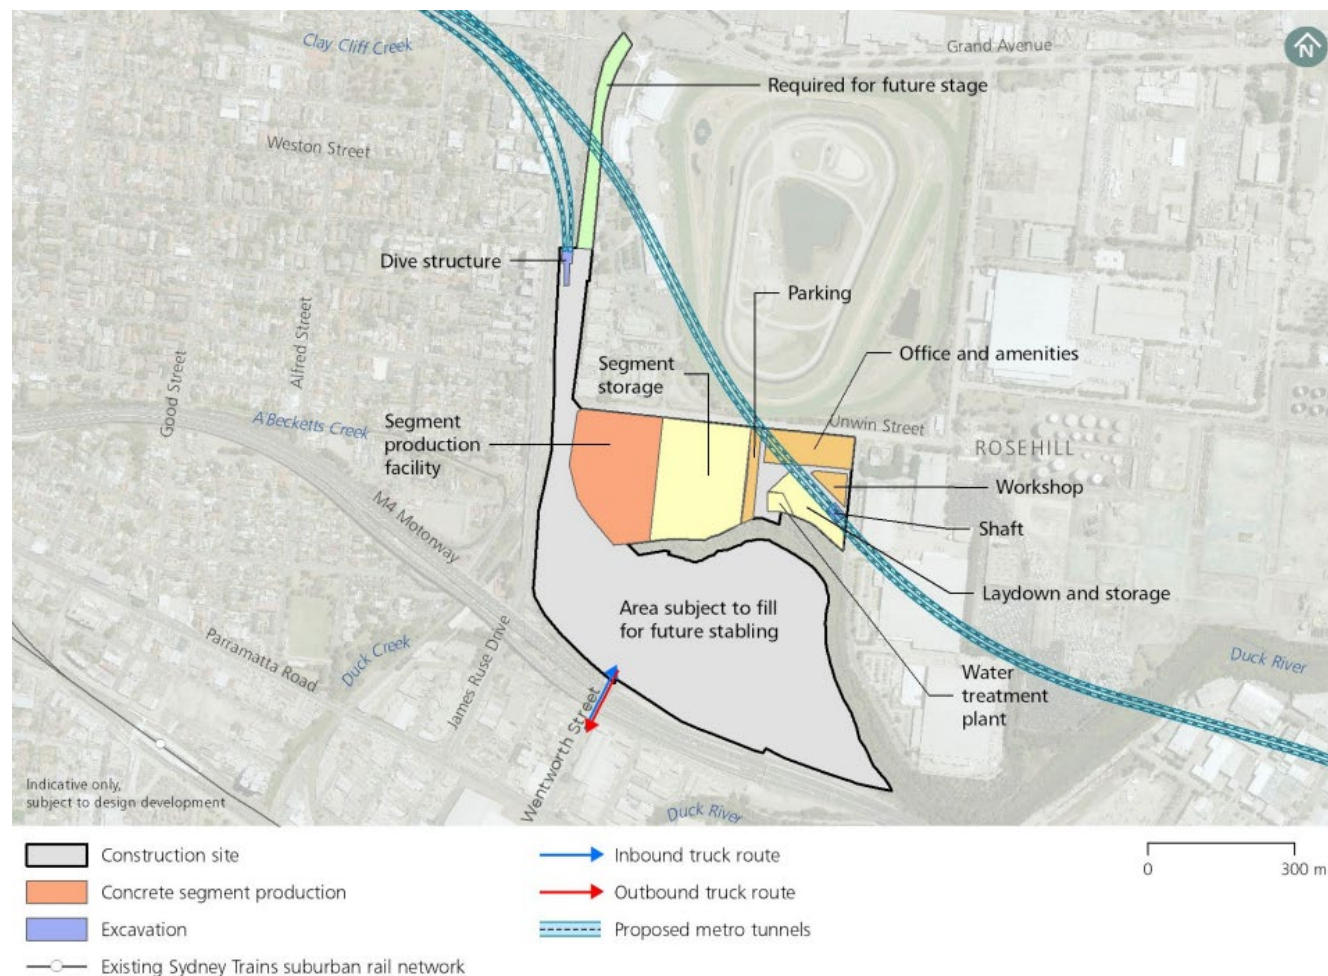 Clay Cliff Creek
Grand Avenue
N
Required for future stage
Weston Street
Dive structure
Parking
Alfred Street
Good Street
Office and amenities
Segment
storage
A'Becketts Creek
Segment
production
facility
Unwin Street
ROSEHILL
Workshop
M4 Motorway
Shaft
Laydown and storage
Area subject to fill
for future stabling
Parramatta Road
Duck Creek
James Ruse Drive
Duck River
Water
treatment
plant
Wentworth Street
Indicative only,
subject to design development
Duck River
Construction site
Inbound truck route
0
300 m
Concrete segment production
Outbound truck route
Excavation
Proposed metro tunnels
Existing Sydney Trains suburban rail network